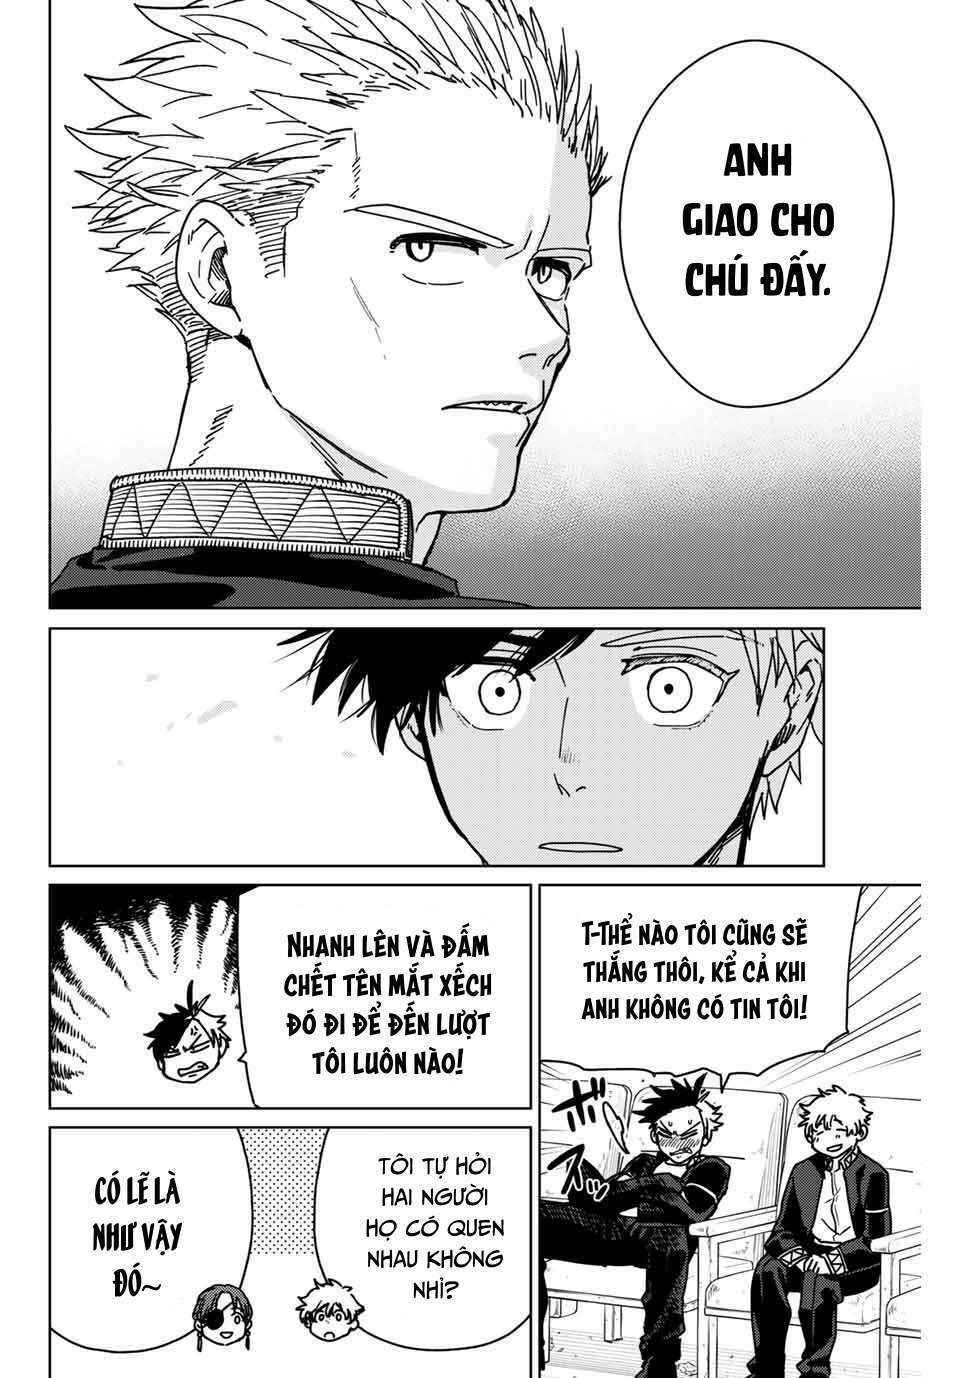 ANH
GIAO CHO
CHÚ ĐẤY.
T-THẾ NÀO TÔI CŨNG SẼ
THẮNG THÔI, KỂ CẢ KHI
ANH KHÔNG CÓ TIN TÔI!
NHANH LÊN VÀ ĐẤM
CHẾT TÊN MẮT XẾCH
ĐÓ ĐI ĐỂ ĐẾN LƯỢT
TÔI LUÔN NÀO!
TÔI TỰ HỎI
HAI NGƯỜI
HỌ CÓ QUEN
NHAU KHÔNG
NHỈ?
CÓ LẼ LÀ
NHƯ VẬY
ĐÓ~